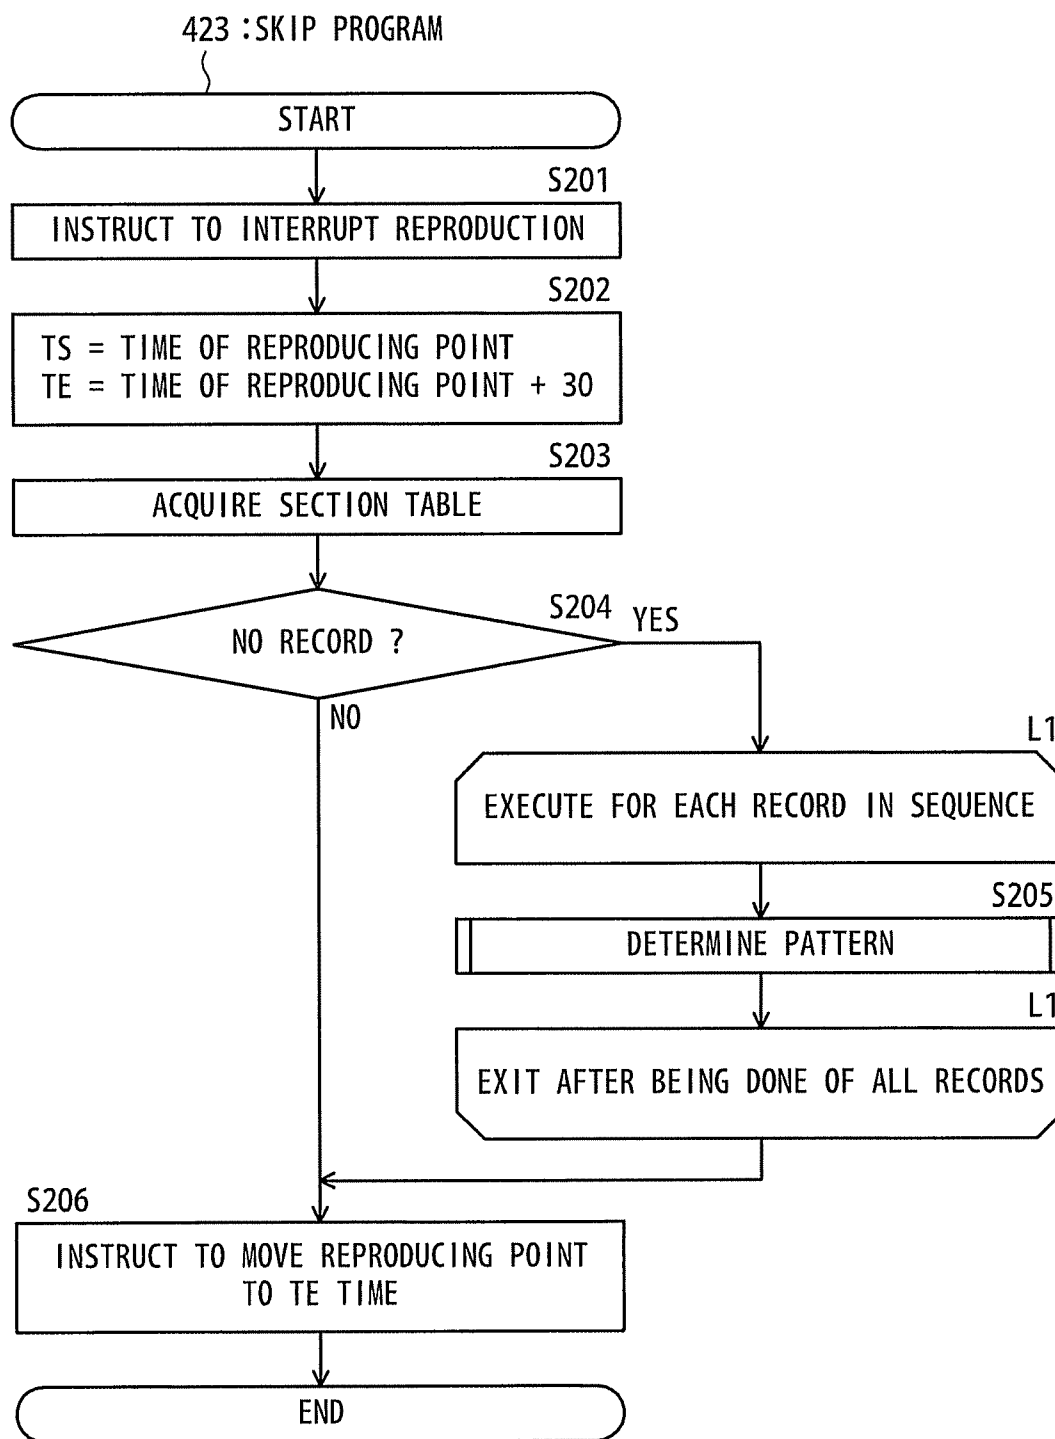 423 : SKIP PROGRAM
START
S201
INSTRUCT TO INTERRUPT REPRODUCTION
S202
TS = TIME OF REPRODUCING POINT
TE = TIME OF REPRODUCING POINT + 30
S203
ACQUIRE SECTION TABLE
S204
NO RECORD ?
YES
NO
L1
EXECUTE FOR EACH RECORD IN SEQUENCE
S205
DETERMINE PATTERN
L1
EXIT AFTER BEING DONE OF ALL RECORDS
S206
INSTRUCT TO MOVE REPRODUCING POINT
TO TE TIME
END